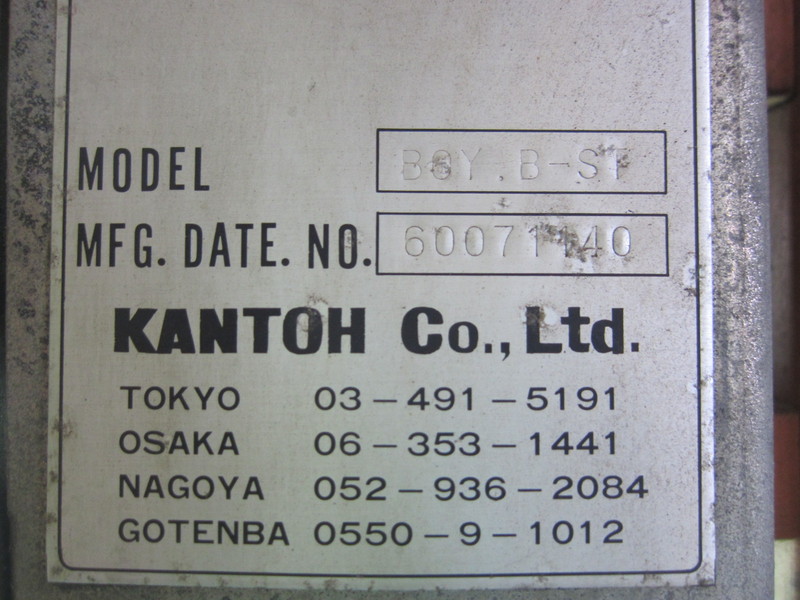 MODEL
MFG. DATE. NO.
KANTOH Co., Ltd.
TOKYO 03-491-5191
OSAKA 06-353-1441
NAGOYA 052-936-2084
GOTENBA 0550-9-1012